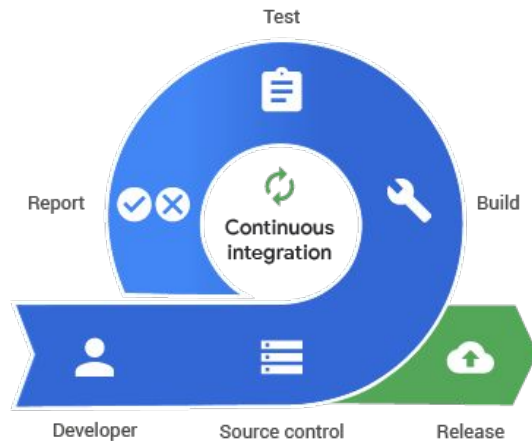 Test
Report
Build
Continuous
integration
Developer
Source control
Release